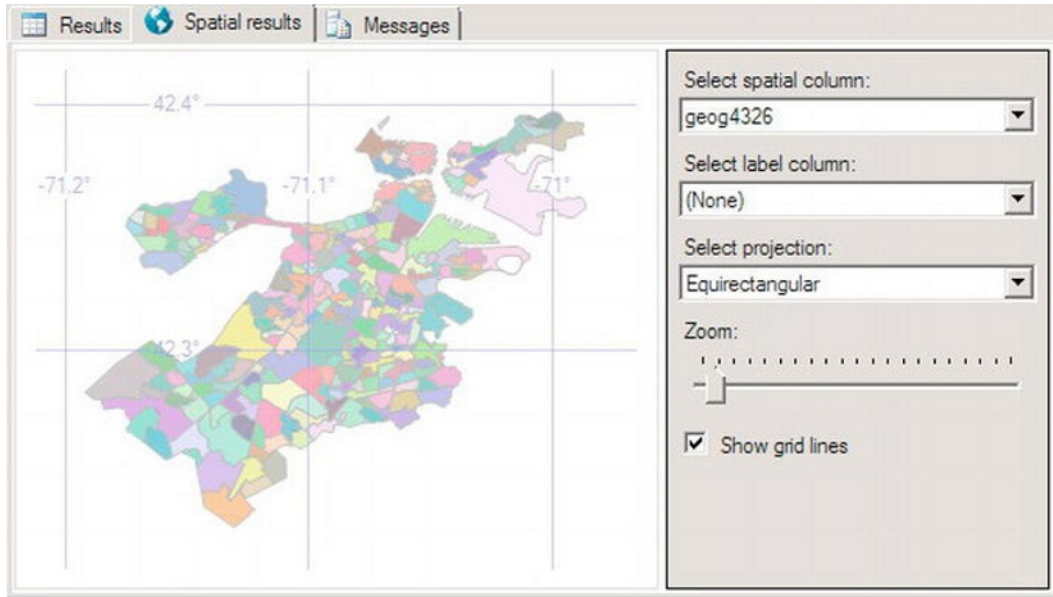 Results
Spatial results
Messages
42.4°
-71.2°
-71.1°
-71°
42.3°
Select spatial column:
geog4326
Select label column:
(None)
Select projection:
Equirectangular
Zoom:
Show grid lines